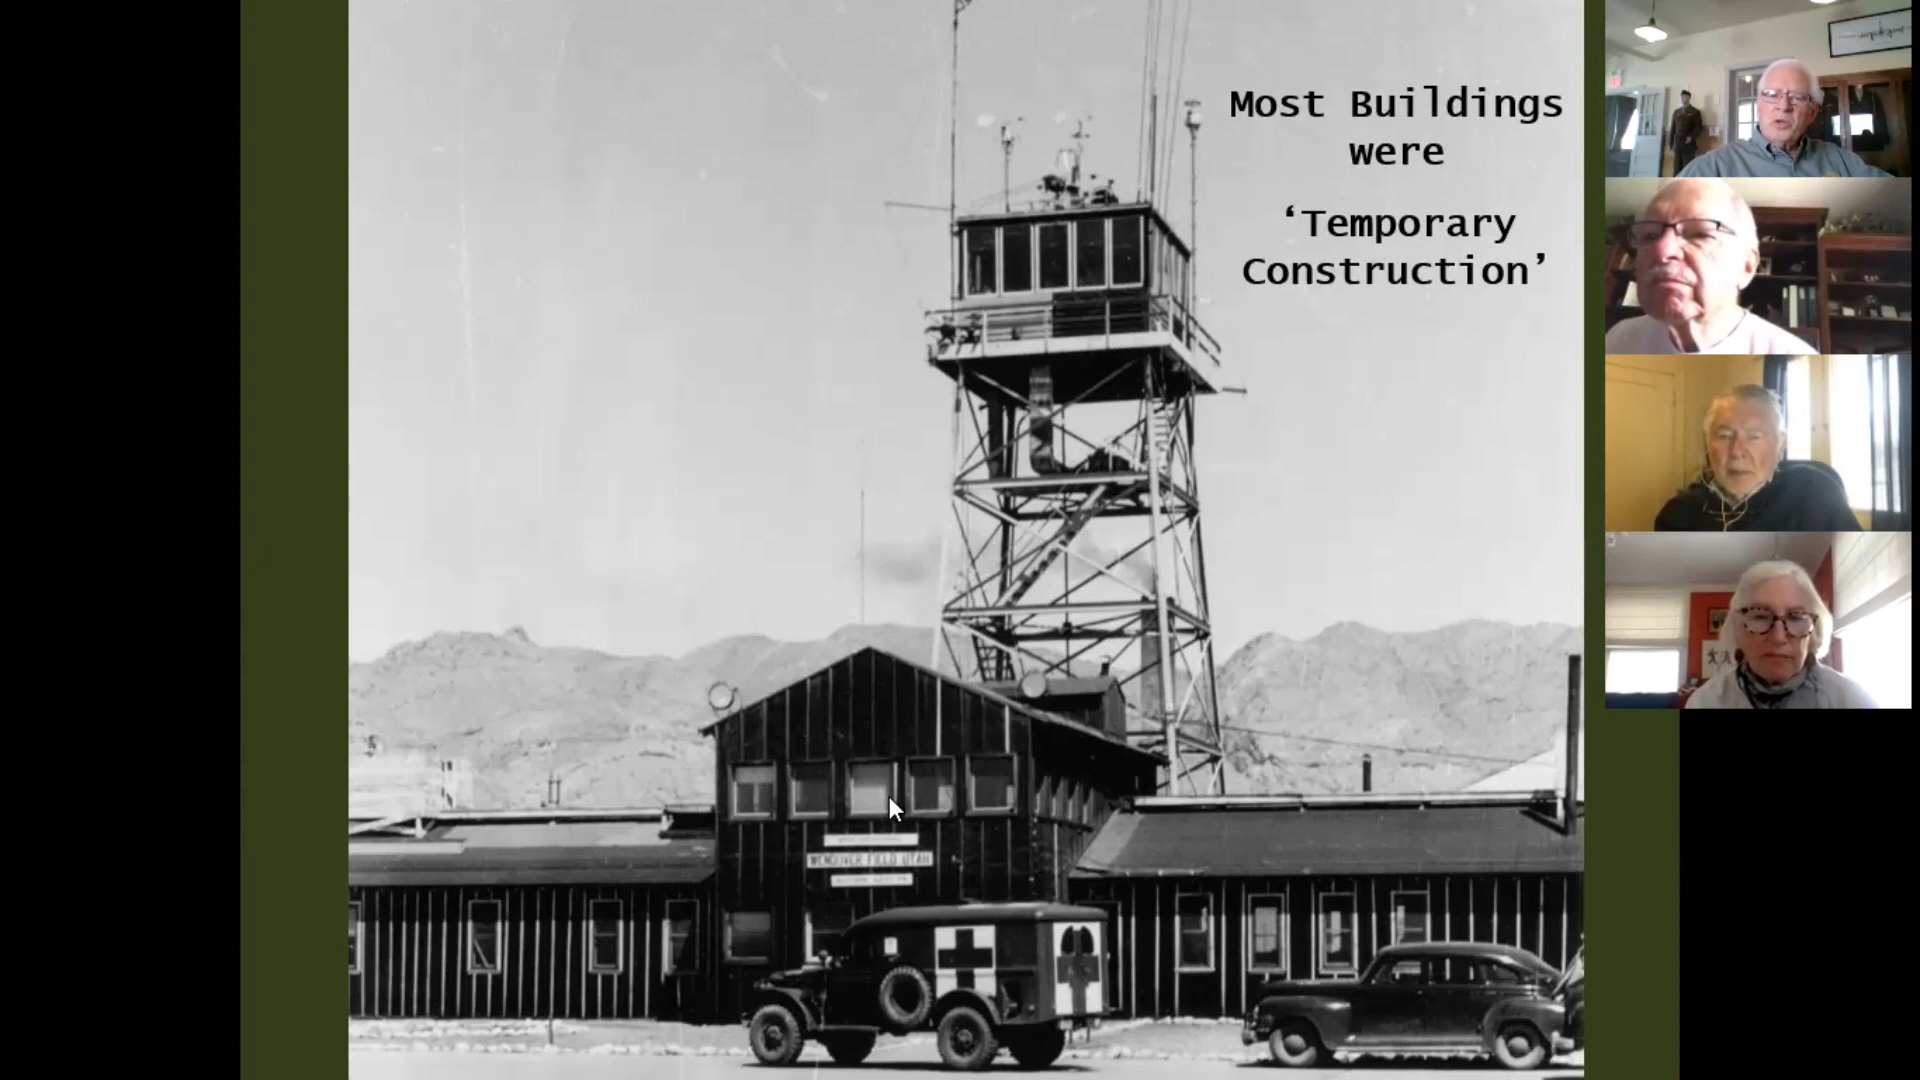 Most Buildings
were
‘Temporary
Construction’
WENDOVER FIELD UTAH